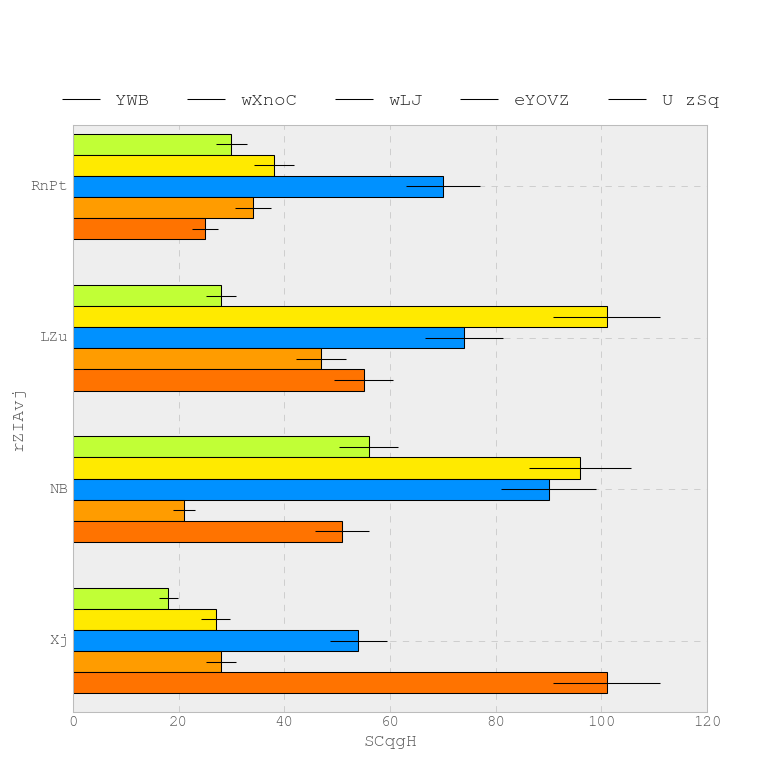 YWB wXnoC wLJ eYOVZ U zSq
RnPt
LZu
rZIAvj
NB
Xj
0 20 40 60 80 100 120
SCqgH